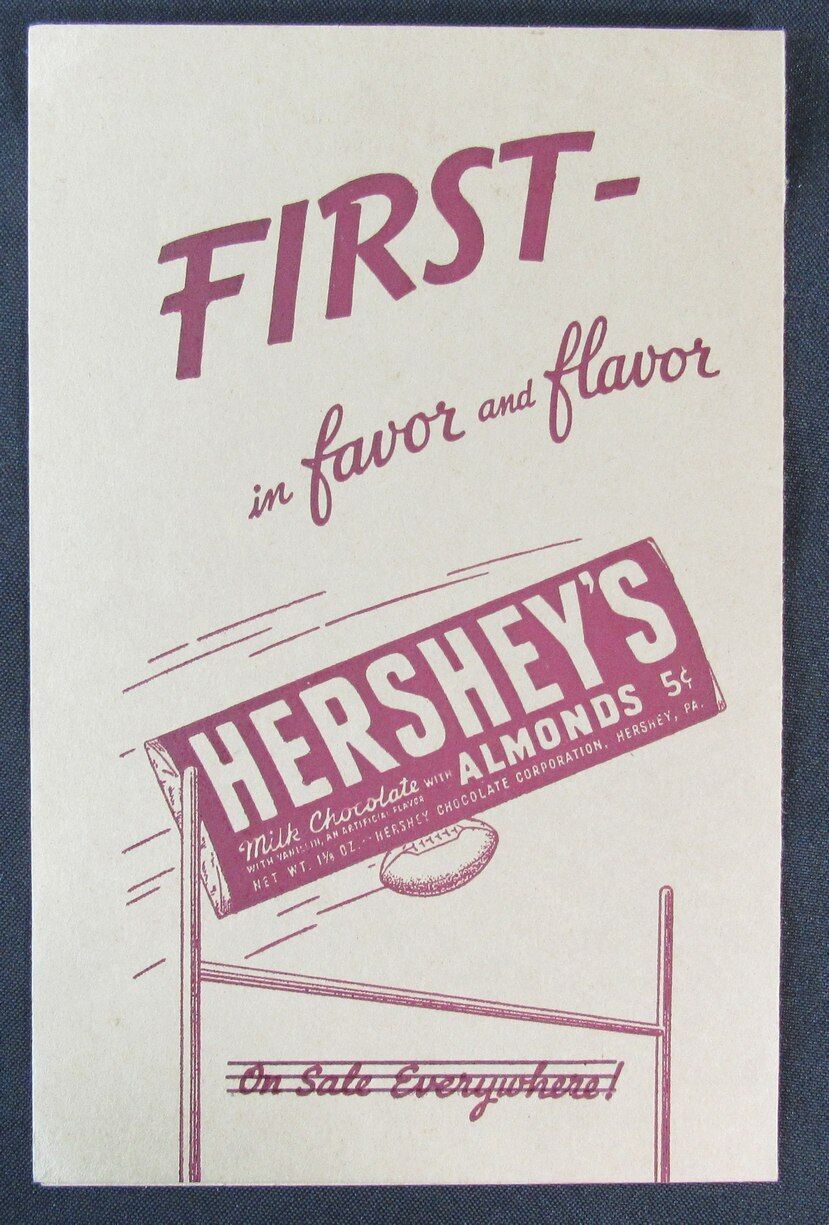 FIRST-
in favor and flavor
HERSHEY'S
Milk Chocolate WITH ALMONDS 5¢
WITH VANILLIN, AN ARTIFICIAL FLAVOR
NET WT. 1⅛ OZ. - HERSHEY CHOCOLATE CORPORATION, HERSHEY, PA.
On Sale Everywhere!